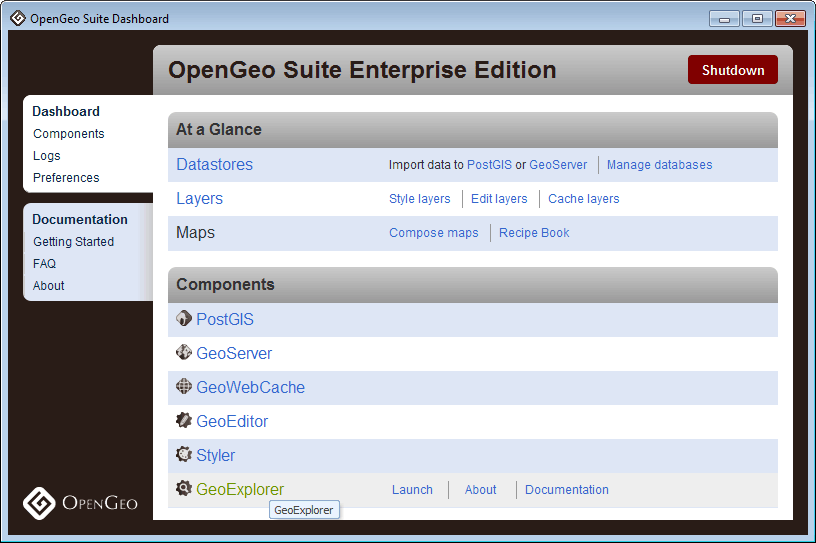 OpenGeo Suite Dashboard
OpenGeo Suite Enterprise Edition
Shutdown
Dashboard
Components
Logs
Preferences
Documentation
Getting Started
FAQ
About
At a Glance
Datastores Import data to PostGIS or GeoServer Manage databases
Layers Style layers Edit layers Cache layers
Maps Compose maps Recipe Book
Components
PostGIS
GeoServer
GeoWebCache
GeoEditor
Styler
GeoExplorer Launch About Documentation
GeoExplorer
OPENGEO